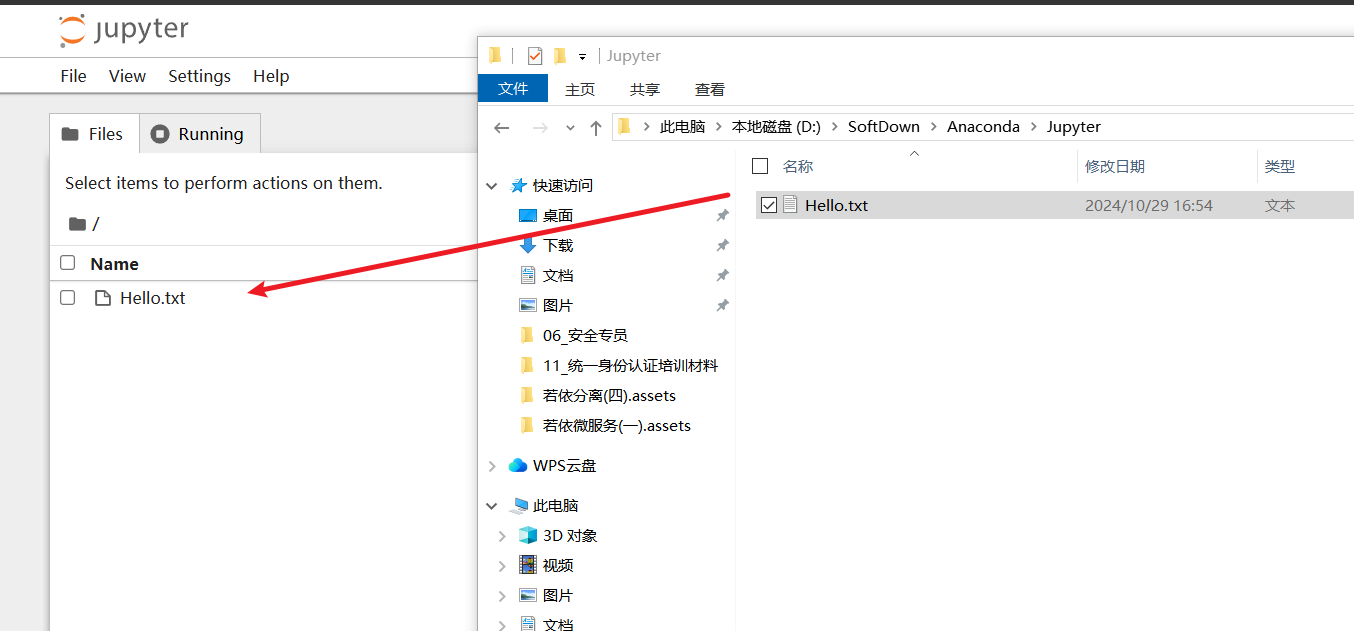 jupyter
File View Settings Help
Files Running
Select items to perform actions on them.
/
Name
Hello.txt
Jupyter
文件 主页 共享 查看
此电脑 本地磁盘 (D:) SoftDown Anaconda Jupyter
快速访问
桌面
下载
文档
图片
06_安全专员
11_统一身份认证培训材料
若依分离(四).assets
若依微服务(一).assets
WPS云盘
此电脑
3D 对象
视频
图片
文档
名称 修改日期 类型
Hello.txt 2024/10/29 16:54 文本